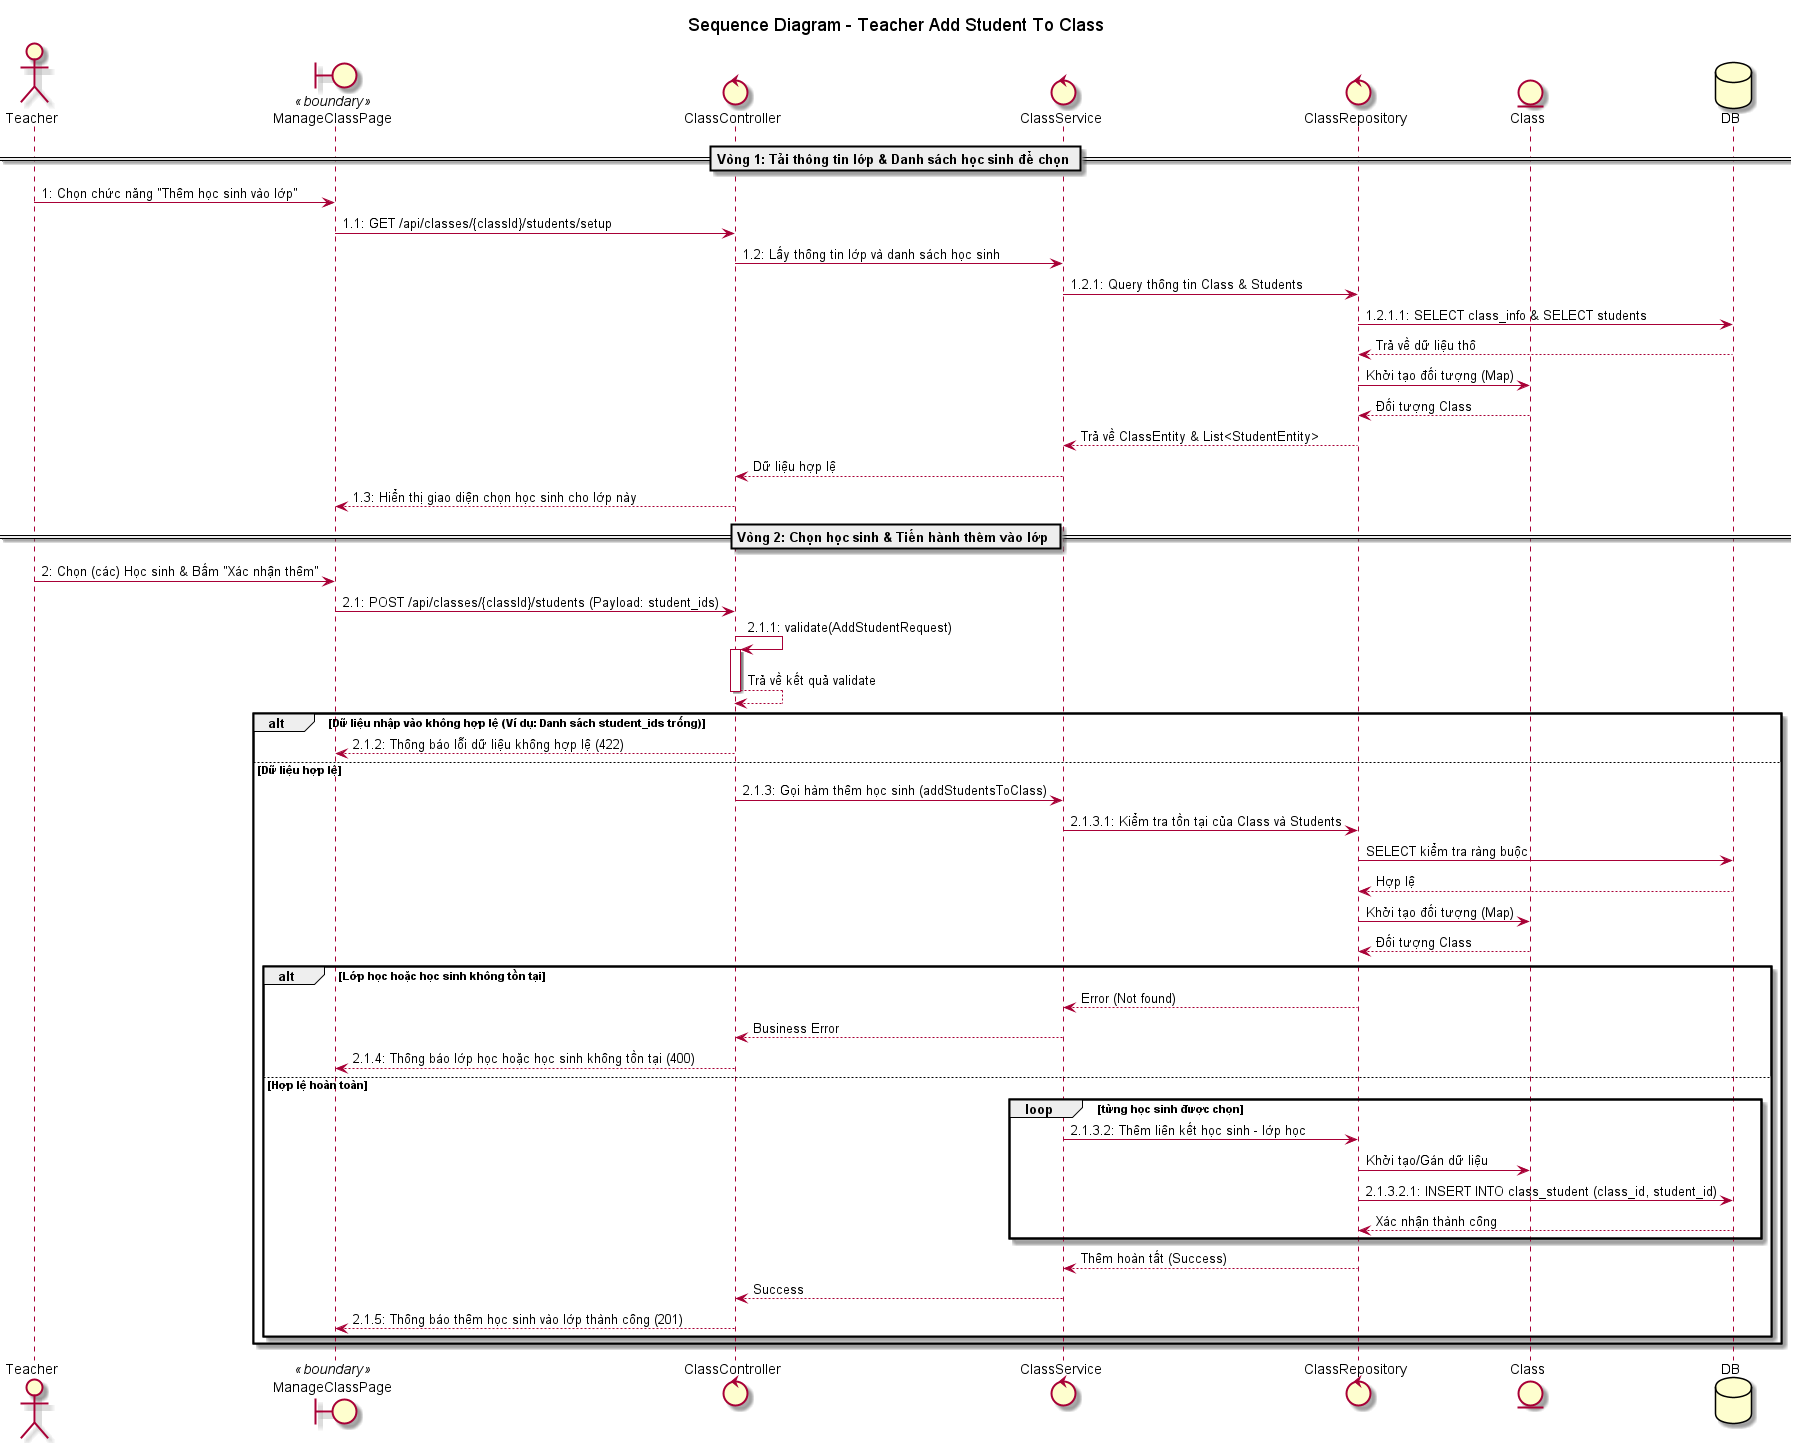 Sequence Diagram - Teacher Add Student To Class
Teacher
«boundary»
ManageClassPage
ClassController
ClassService
ClassRepository
Class
DB
Vòng 1: Tải thông tin lớp & Danh sách học sinh để chọn
1: Chọn chức năng "Thêm học sinh vào lớp"
1.1: GET /api/classes/{classId}/students/setup
1.2: Lấy thông tin lớp và danh sách học sinh
1.2.1: Query thông tin Class & Students
1.2.1.1: SELECT class_info & SELECT students
Trả về dữ liệu thô
Khởi tạo đối tượng (Map)
Đối tượng Class
Trả về ClassEntity & List<StudentEntity>
Dữ liệu hợp lệ
1.3: Hiển thị giao diện chọn học sinh cho lớp này
Vòng 2: Chọn học sinh & Tiến hành thêm vào lớp
2: Chọn (các) Học sinh & Bấm "Xác nhận thêm"
2.1: POST /api/classes/{classId}/students (Payload: student_ids)
2.1.1: validate(AddStudentRequest)
Trả về kết quả validate
alt [Dữ liệu nhập vào không hợp lệ (Ví dụ: Danh sách student_ids trống)]
2.1.2: Thông báo lỗi dữ liệu không hợp lệ (422)
[Dữ liệu hợp lệ]
2.1.3: Gọi hàm thêm học sinh (addStudentsToClass)
2.1.3.1: Kiểm tra tồn tại của Class và Students
SELECT kiểm tra ràng buộc
Hợp lệ
Khởi tạo đối tượng (Map)
Đối tượng Class
alt [Lớp học hoặc học sinh không tồn tại]
Error (Not found)
Business Error
2.1.4: Thông báo lớp học hoặc học sinh không tồn tại (400)
[Hợp lệ hoàn toàn]
loop [từng học sinh được chọn]
2.1.3.2: Thêm liên kết học sinh - lớp học
Khởi tạo/Gán dữ liệu
2.1.3.2.1: INSERT INTO class_student (class_id, student_id)
Xác nhận thành công
Thêm hoàn tất (Success)
Success
2.1.5: Thông báo thêm học sinh vào lớp thành công (201)
Teacher
«boundary»
ManageClassPage
ClassController
ClassService
ClassRepository
Class
DB